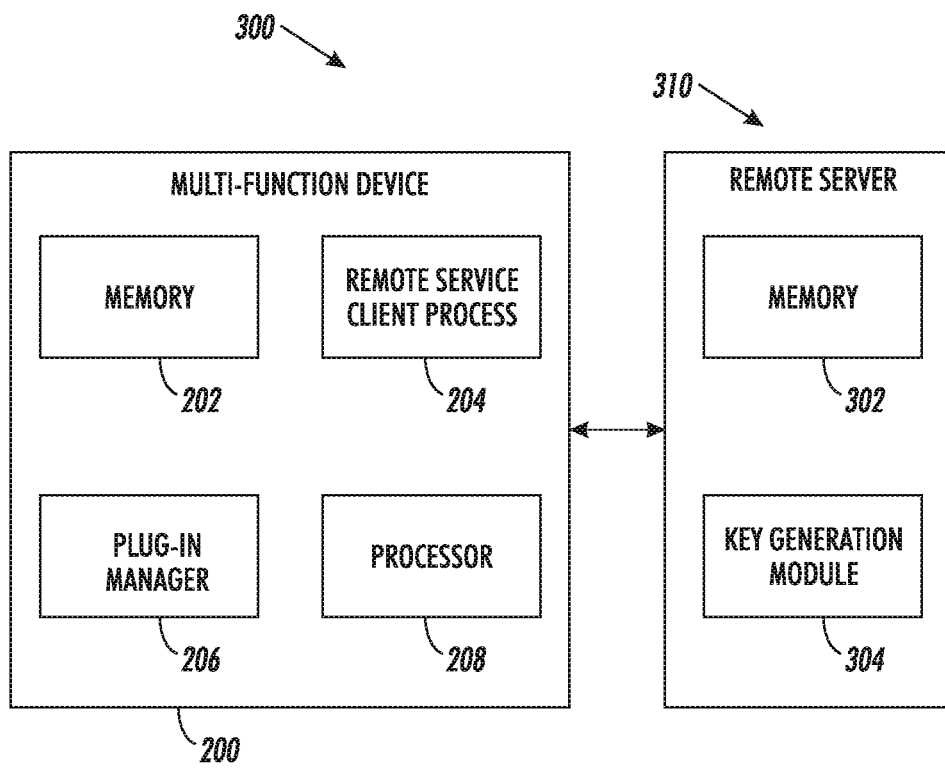 300
310
MULTI-FUNCTION DEVICE
REMOTE SERVER
MEMORY
REMOTE SERVICE
CLIENT PROCESS
MEMORY
202
204
302
PLUG-IN
MANAGER
PROCESSOR
KEY GENERATION
MODULE
206
208
304
200